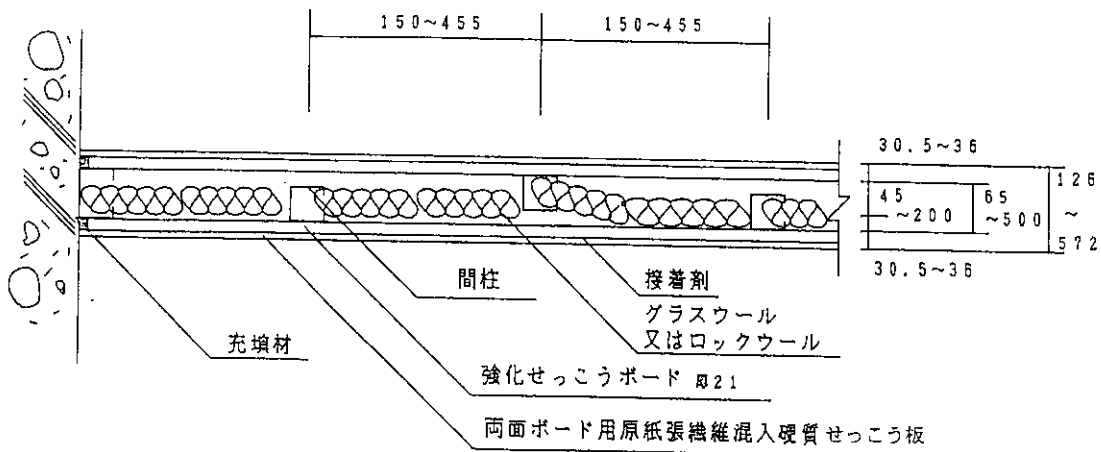 150~455
150~455
30.5~36
126
~
572
45
~200
65
~500
30.5~36
間柱
接着剤
グラスウール
又はロックウール
充填材
強化せっこうボード 厚21
両面ボード用原紙張繊維混入硬質せっこう板